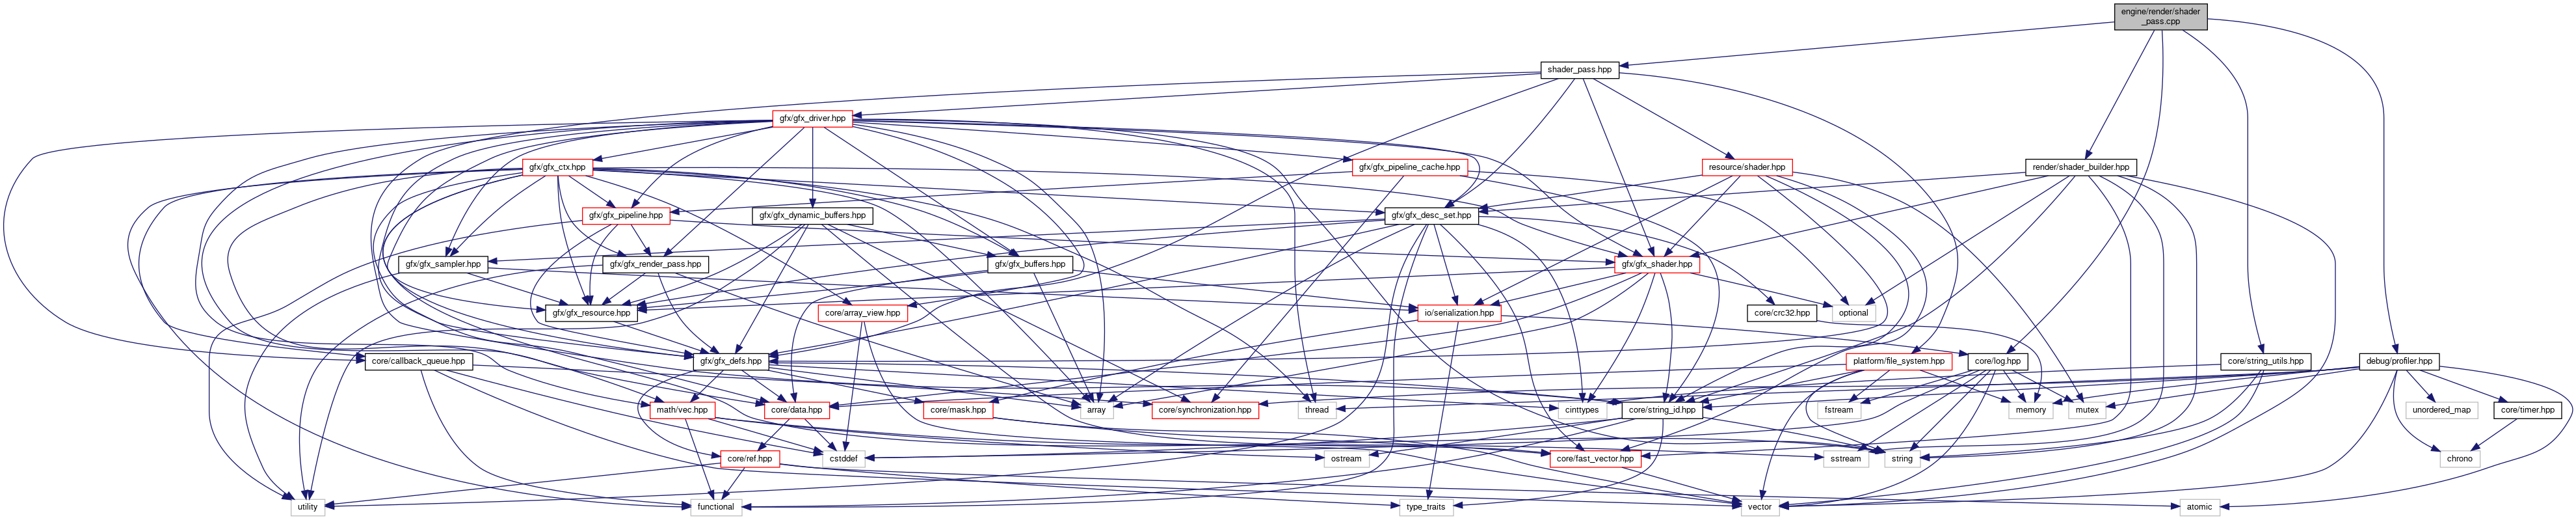 engine/render/shader
_pass.cpp
shader_pass.hpp
gfx/gfx_driver.hpp
gfx/gfx_ctx.hpp
gfx/gfx_pipeline_cache.hpp
resource/shader.hpp
render/shader_builder.hpp
gfx/gfx_pipeline.hpp
gfx/gfx_dynamic_buffers.hpp
gfx/gfx_desc_set.hpp
gfx/gfx_sampler.hpp
gfx/gfx_render_pass.hpp
gfx/gfx_buffers.hpp
gfx/gfx_shader.hpp
gfx/gfx_resource.hpp
core/array_view.hpp
io/serialization.hpp
core/crc32.hpp
optional
core/callback_queue.hpp
gfx/gfx_defs.hpp
platform/file_system.hpp
core/log.hpp
core/string_utils.hpp
debug/profiler.hpp
math/vec.hpp
core/data.hpp
core/mask.hpp
array
core/synchronization.hpp
thread
cinttypes
core/string_id.hpp
fstream
memory
mutex
unordered_map
core/timer.hpp
core/ref.hpp
cstddef
ostream
core/fast_vector.hpp
sstream
string
chrono
utility
functional
type_traits
vector
atomic